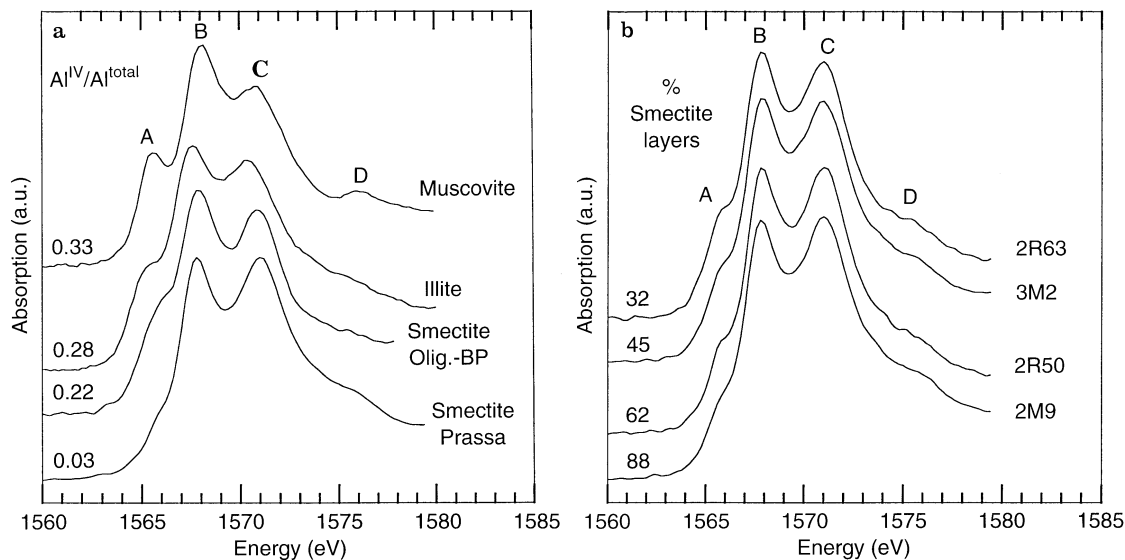 a
B
C
Al^IV/Al^total
A
D
Muscovite
0.33
Illite
0.28
Smectite
Olig.-BP
0.22
Smectite
Prassa
0.03
1560 1565 1570 1575 1580 1585
Energy (eV)
Absorption (a.u.)
b
B
C
%
Smectite
layers
A
D
2R63
32
3M2
45
2R50
62
2M9
88
1560 1565 1570 1575 1580 1585
Energy (eV)
Absorption (a.u.)